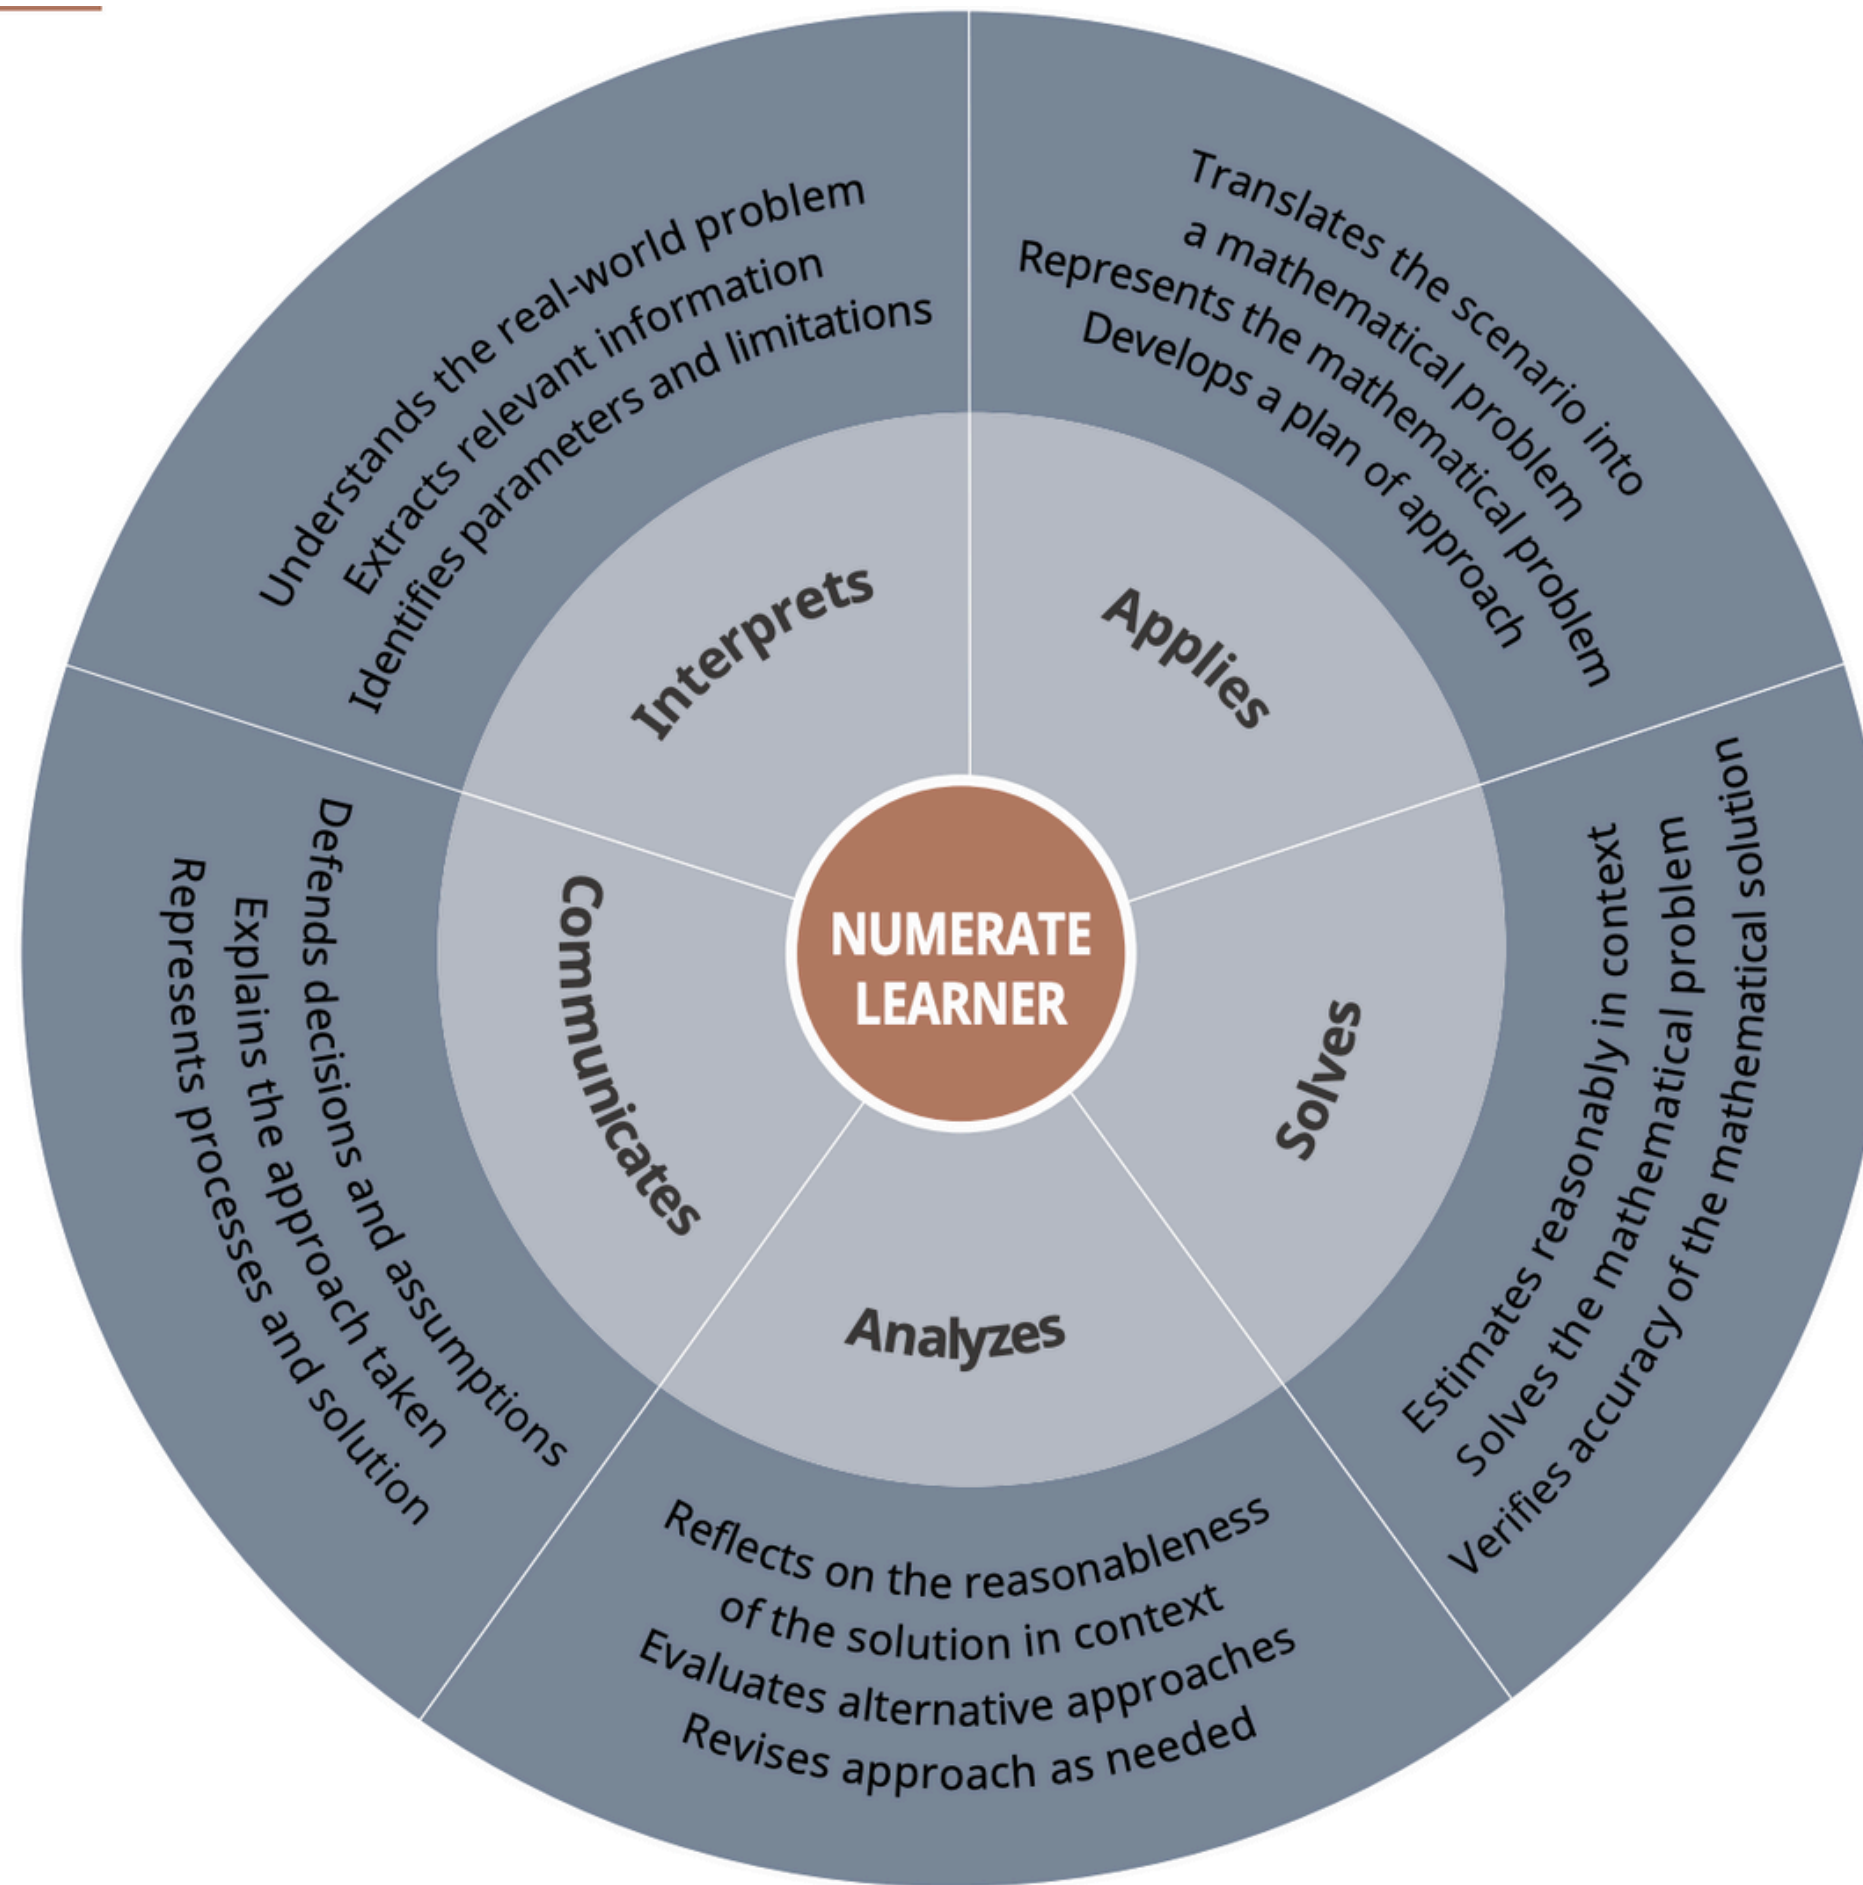 NUMERATE
LEARNER
Interprets
Understands the real-world problem
Extracts relevant information
Identifies parameters and limitations
Applies
Translates the scenario into
a mathematical problem
Represents the mathematical problem
Develops a plan of approach
Solves
Estimates reasonably in context
Solves the mathematical problem
Verifies accuracy of the mathematical solution
Analyzes
Reflects on the reasonableness
of the solution in context
Evaluates alternative approaches
Revises approach as needed
Communicates
Defends decisions and assumptions
Explains the approach taken
Represents processes and solution